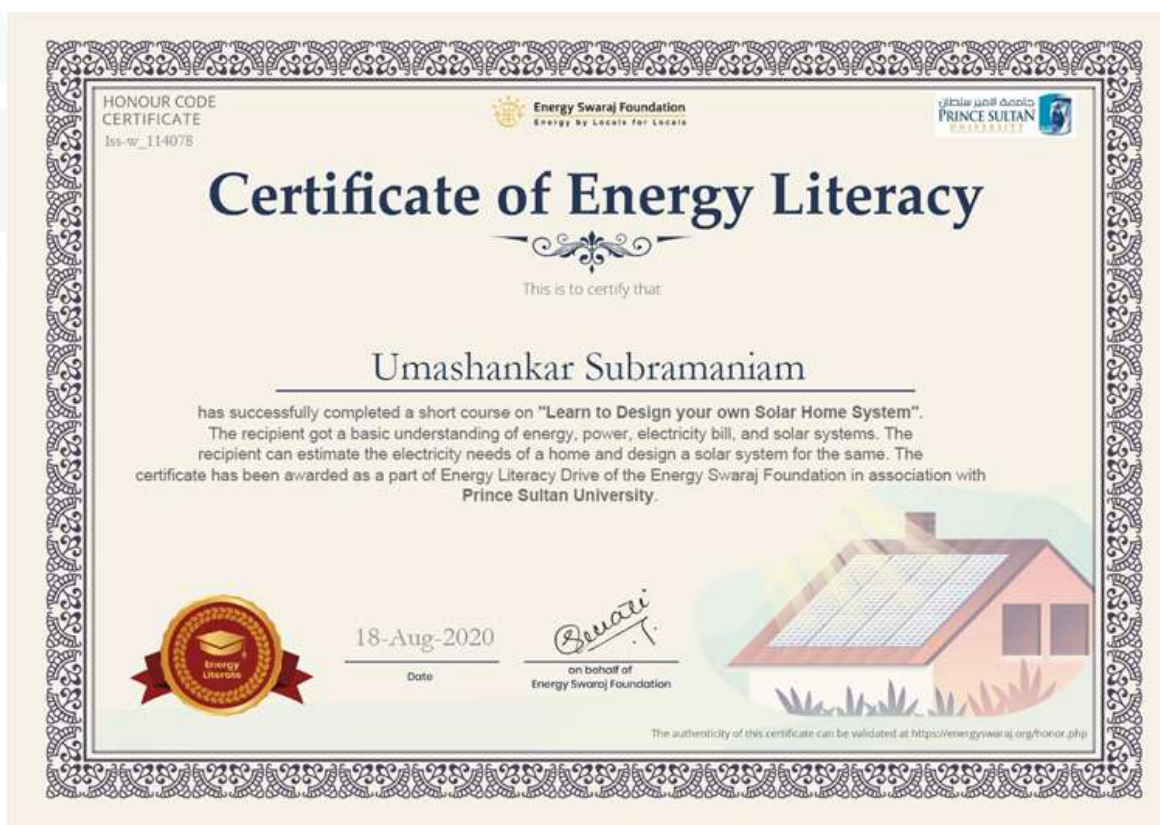 HONOUR CODE
CERTIFICATE
Iss-w_114078
Energy Swaraj Foundation
Energy by Locals for Locals
جامعة الامير سلطان
PRINCE SULTAN
UNIVERSITY
Certificate of Energy Literacy
This is to certify that
Umashankar Subramaniam
has successfully completed a short course on "Learn to Design your own Solar Home System".
The recipient got a basic understanding of energy, power, electricity bill, and solar systems. The
recipient can estimate the electricity needs of a home and design a solar system for the same. The
certificate has been awarded as a part of Energy Literacy Drive of the Energy Swaraj Foundation in association with
Prince Sultan University.
Energy
Literate
18-Aug-2020
Date
on behalf of
Energy Swaraj Foundation
The authenticity of this certificate can be validated at https://energyswaraj.org/honor.php